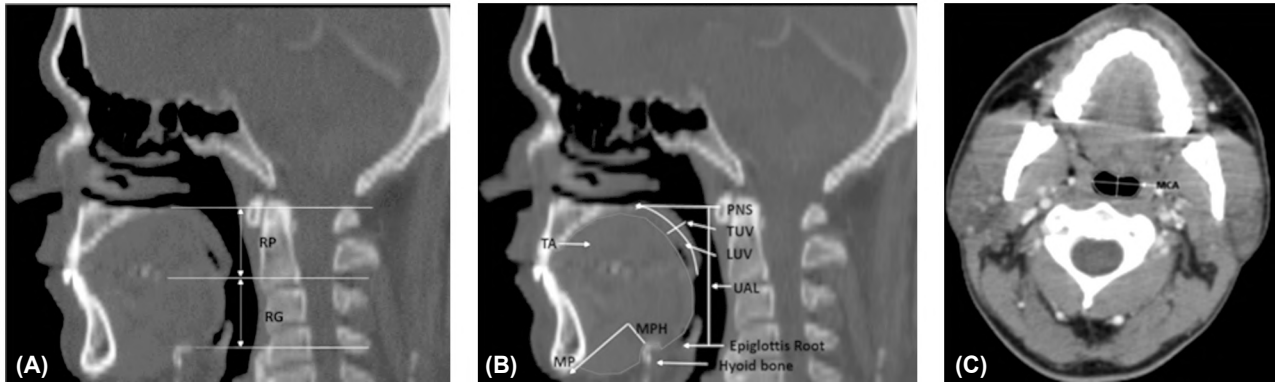 RP
RG
(A)
PNS
TUV
TA
LUV
UAL
MPH
Epiglottis Root
MP
Hyoid bone
(B)
MCA
(C)